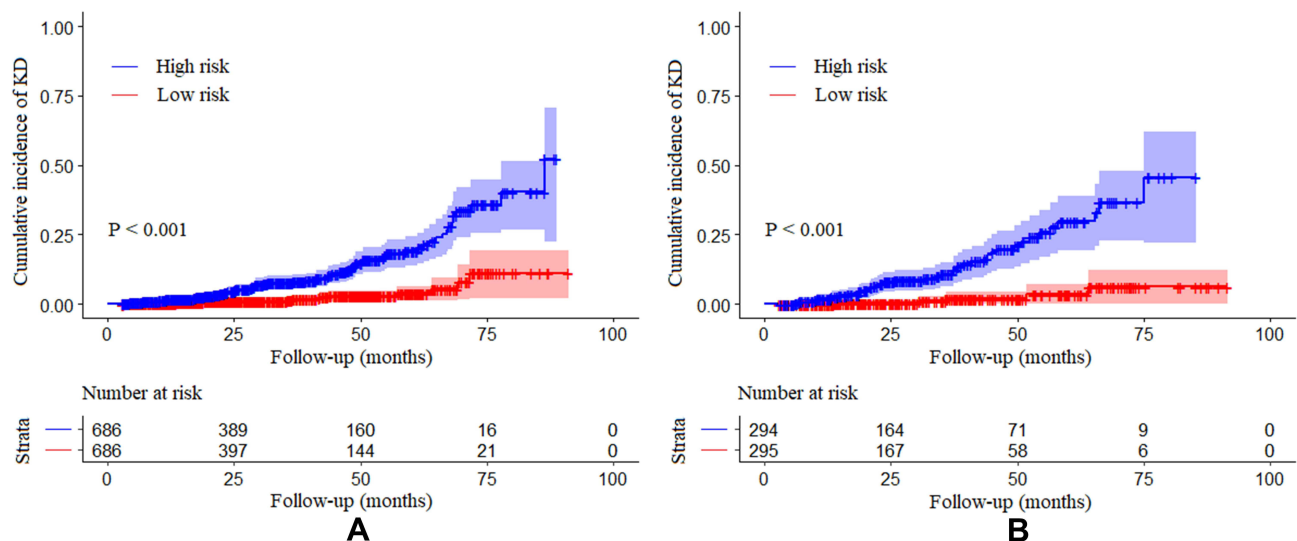 1.00
0.75
0.50
0.25
0.00
Cumulative incidence of KD
High risk
Low risk
P < 0.001
0 25 50 75 100
Follow-up (months)
Number at risk
Strata
686 389 160 16 0
686 397 144 21 0
0 25 50 75 100
Follow-up (months)
A
1.00
0.75
0.50
0.25
0.00
Cumulative incidence of KD
High risk
Low risk
P < 0.001
0 25 50 75 100
Follow-up (months)
Number at risk
Strata
294 164 71 9 0
295 167 58 6 0
0 25 50 75 100
Follow-up (months)
B